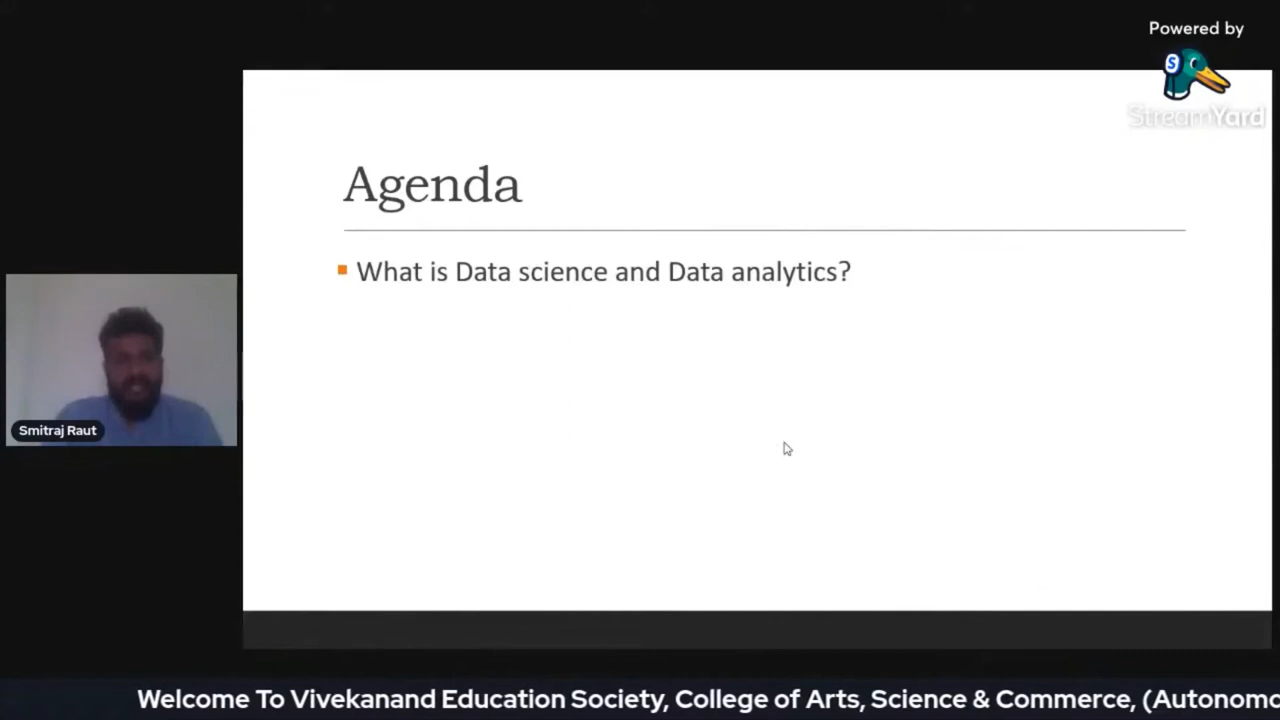 Powered by
S
StreamYard
Agenda
What is Data science and Data analytics?
Smitraj Raut
Welcome To Vivekanand Education Society, College of Arts, Science & Commerce, (Autonomo